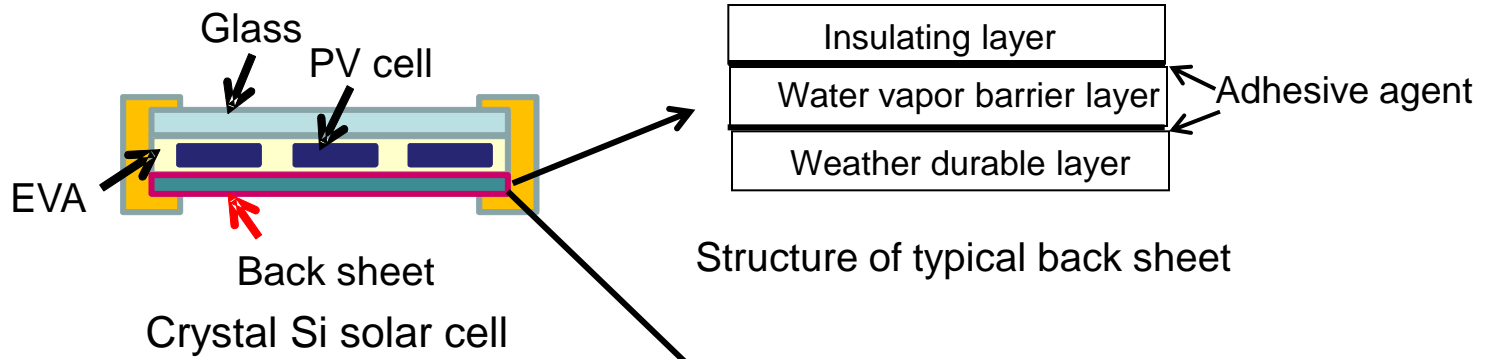 Glass
PV cell
EVA
Back sheet
Crystal Si solar cell
Insulating layer
Water vapor barrier layer
Adhesive agent
Weather durable layer
Structure of typical back sheet